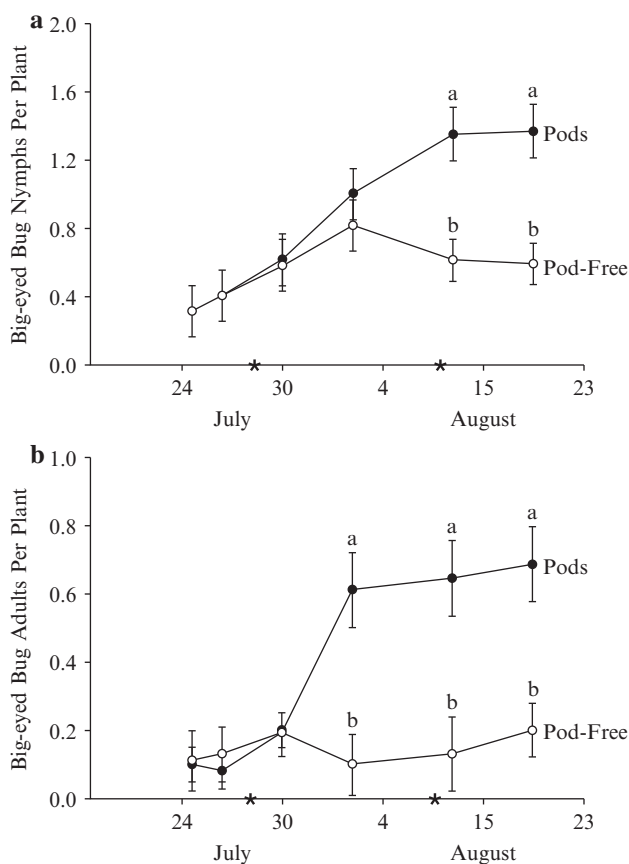 a
Big-eyed Bug Nymphs Per Plant
2.0
1.6
1.2
0.8
0.4
0.0
a a
Pods
b b
Pod-Free
* *
24 30 4 15 23
July August
b
Big-eyed Bug Adults Per Plant
1.0
0.8
0.6
0.4
0.2
0.0
a a a
Pods
b b b
Pod-Free
* *
24 30 4 15 23
July August